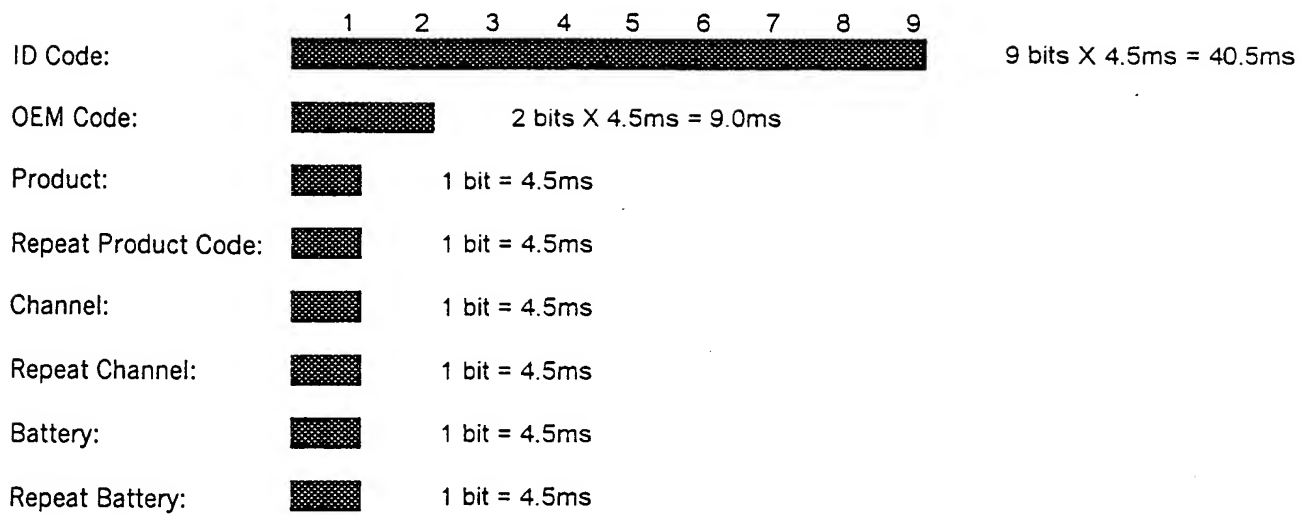 1 2 3 4 5 6 7 8 9
ID Code: 9 bits X 4.5ms = 40.5ms
OEM Code: 2 bits X 4.5ms = 9.0ms
Product: 1 bit = 4.5ms
Repeat Product Code: 1 bit = 4.5ms
Channel: 1 bit = 4.5ms
Repeat Channel: 1 bit = 4.5ms
Battery: 1 bit = 4.5ms
Repeat Battery: 1 bit = 4.5ms